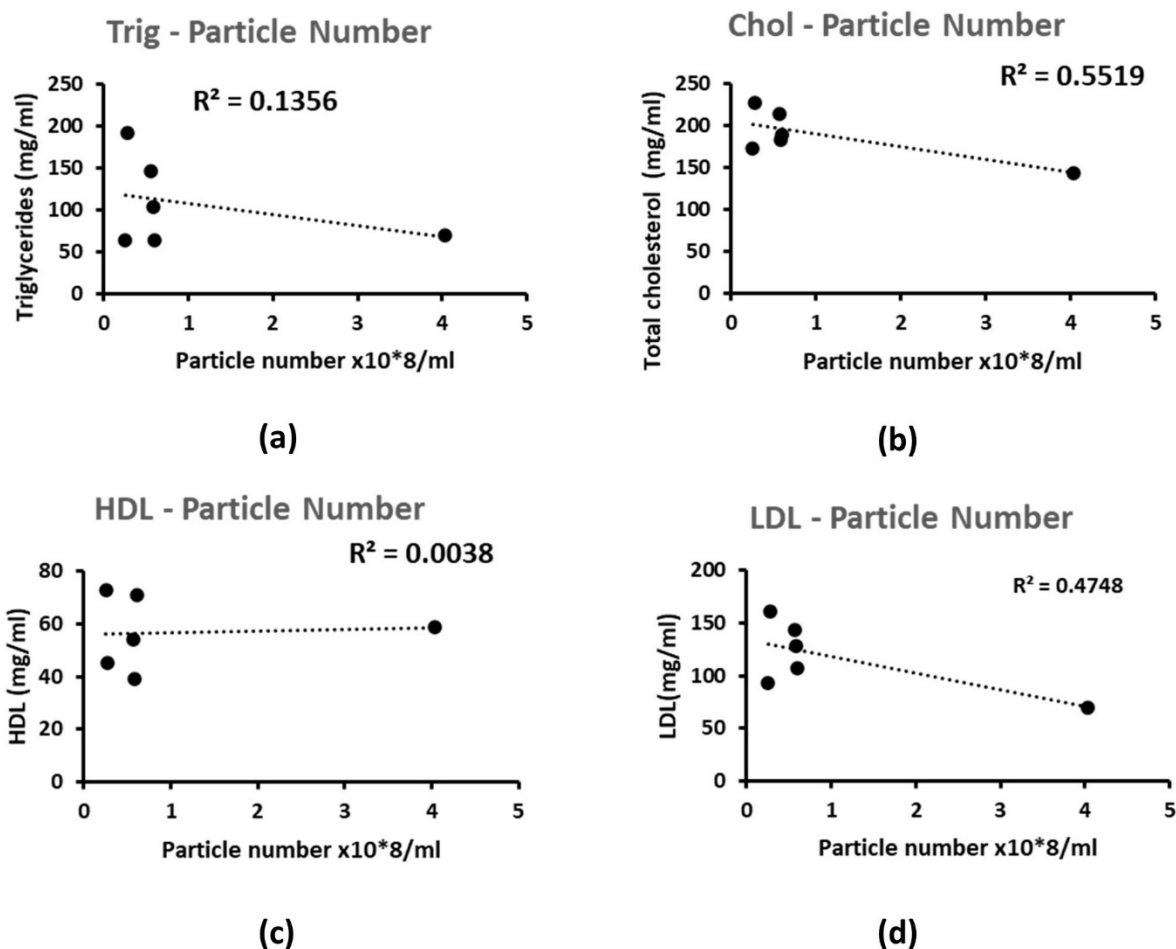 Trig - Particle Number
R² = 0.1356
Triglycerides (mg/ml)
250
200
150
100
50
0
0 1 2 3 4 5
Particle number x10*8/ml
(a)
Chol - Particle Number
R² = 0.5519
Total cholesterol (mg/ml)
250
200
150
100
50
0
0 1 2 3 4 5
Particle number x10*8/ml
(b)
HDL - Particle Number
R² = 0.0038
HDL (mg/ml)
80
60
40
20
0
0 1 2 3 4 5
Particle number x10*8/ml
(c)
LDL - Particle Number
R² = 0.4748
LDL(mg/ml)
200
150
100
50
0
0 1 2 3 4 5
Particle number x10*8/ml
(d)